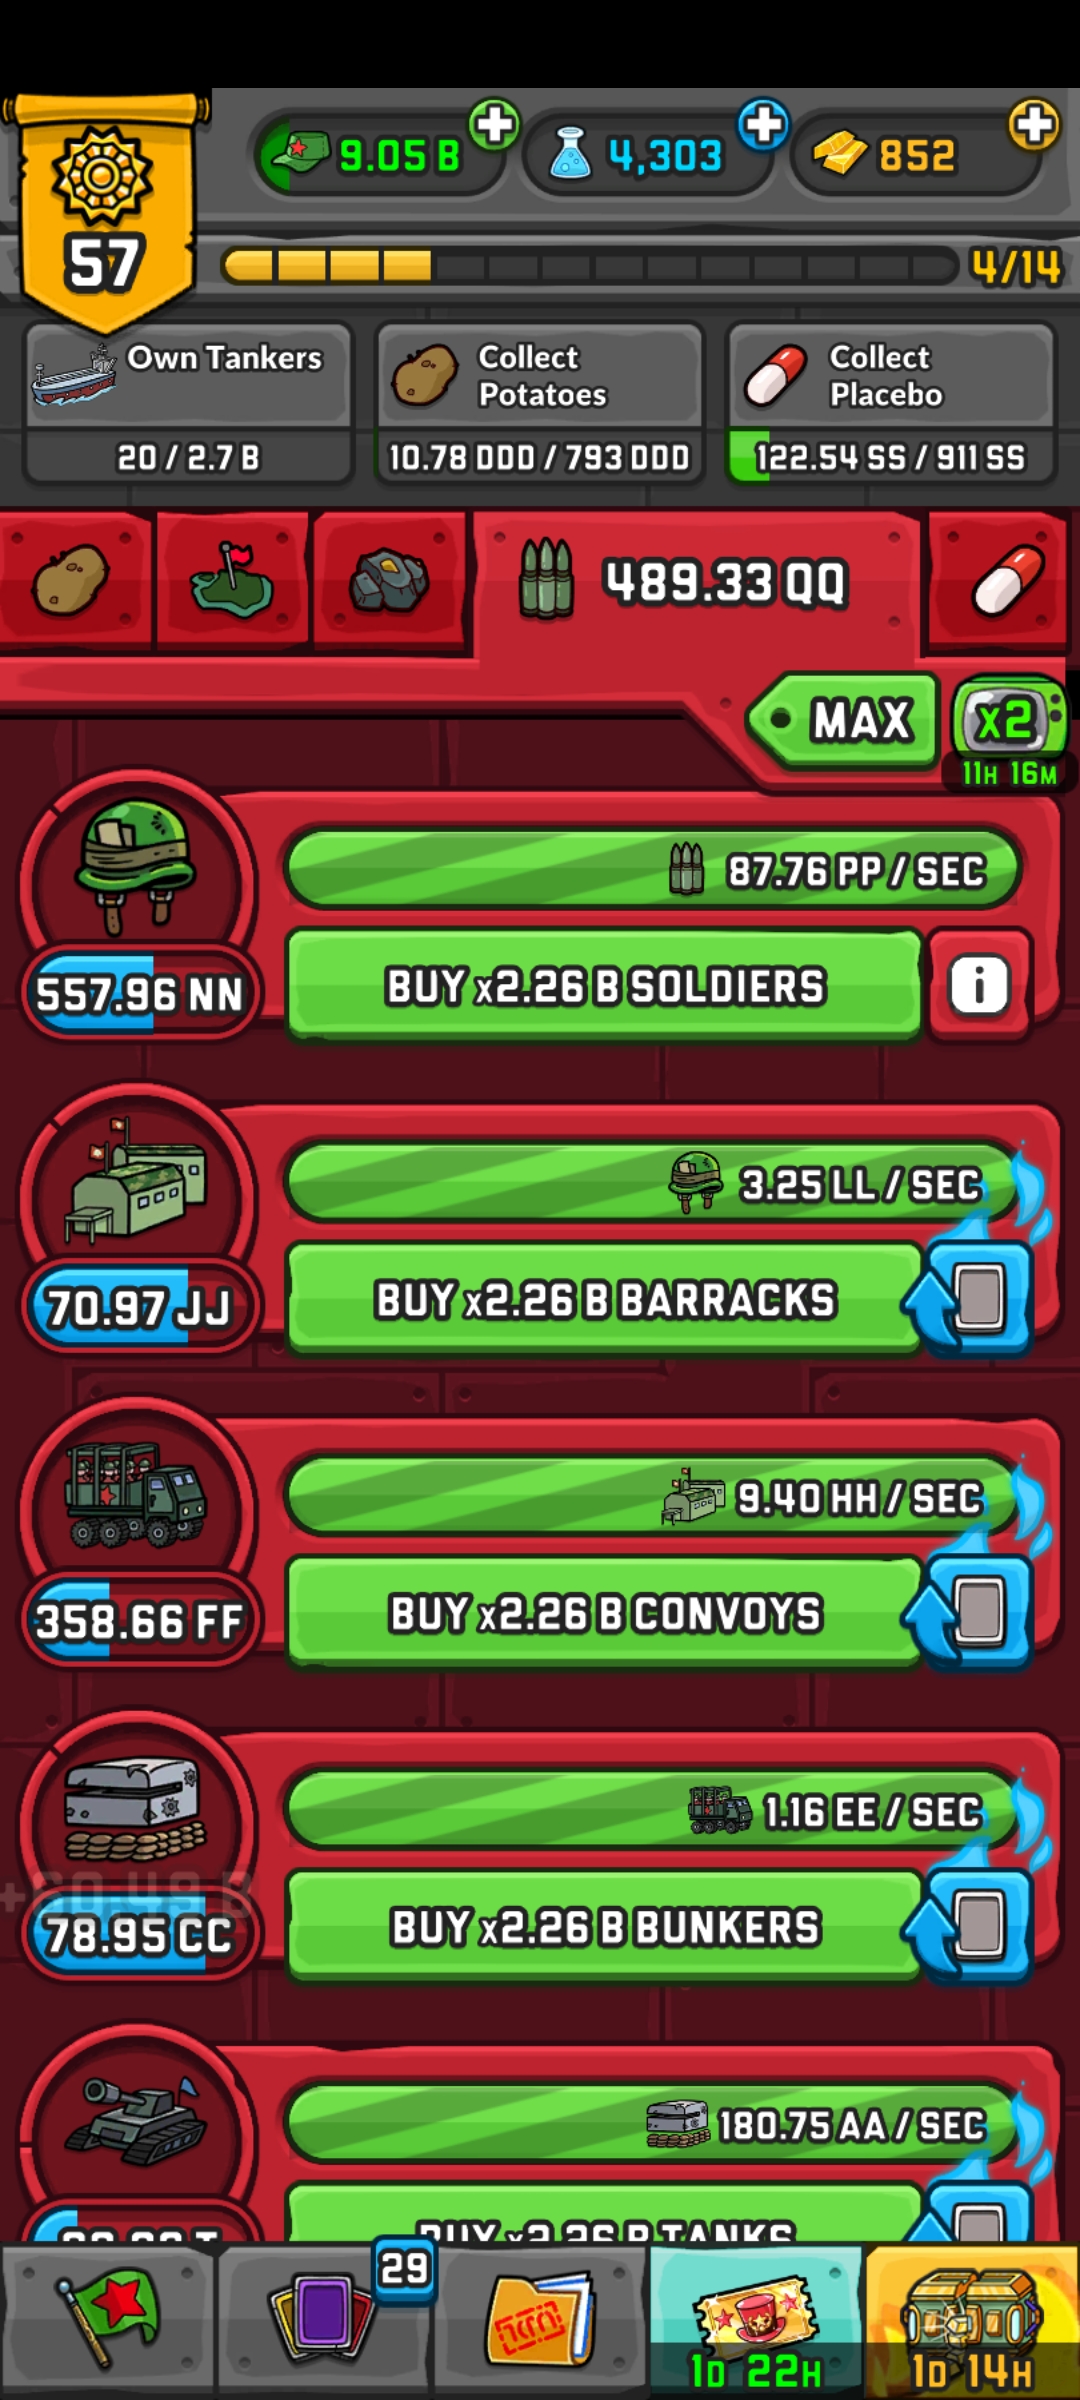 9.05 B
4,303
852
57
4/14
Own Tankers
20 / 2.7 B
Collect
Potatoes
10.78 DDD / 793 DDD
Collect
Placebo
122.54 SS / 911 SS
489.33 QQ
MAX
x2
11H 16M
87.76 PP / SEC
557.96 NN
BUY x2.26 B SOLDIERS
i
3.25 LL / SEC
70.97 JJ
BUY x2.26 B BARRACKS
9.40 HH / SEC
358.66 FF
BUY x2.26 B CONVOYS
1.16 EE / SEC
78.95 CC
BUY x2.26 B BUNKERS
180.75 AA / SEC
BUY x2.26 B TANKS
29
1D 22H
1D 14H